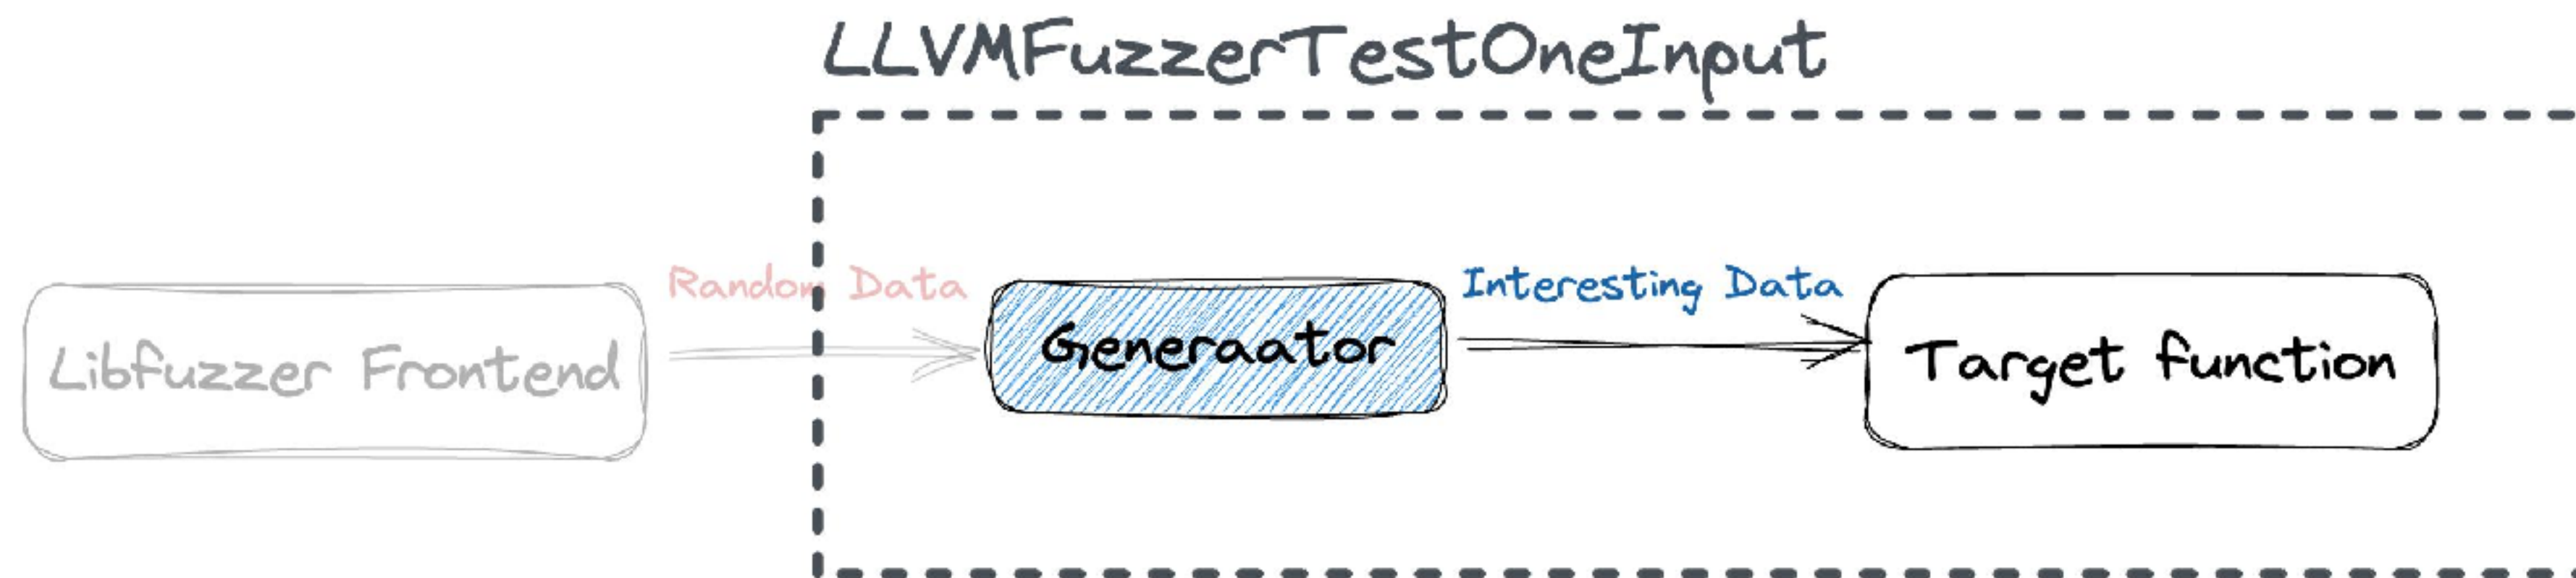 LLVMFuzzerTestOneInput
Random Data
Interesting Data
Libfuzzer Frontend
Generaator
Target function